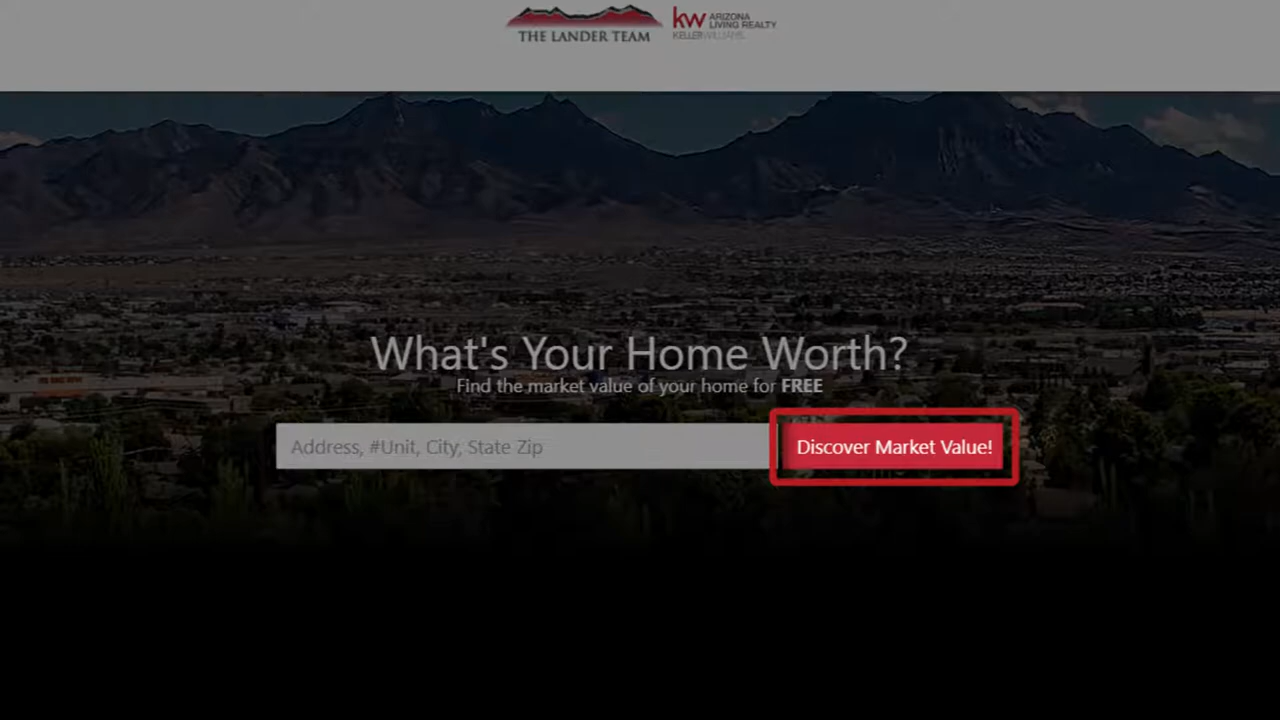 THE LANDER TEAM
kw ARIZONA
LIVING REALTY
KELLERWILLIAMS.
What's Your Home Worth?
Find the market value of your home for FREE
Address, #Unit, City, State Zip
Discover Market Value!